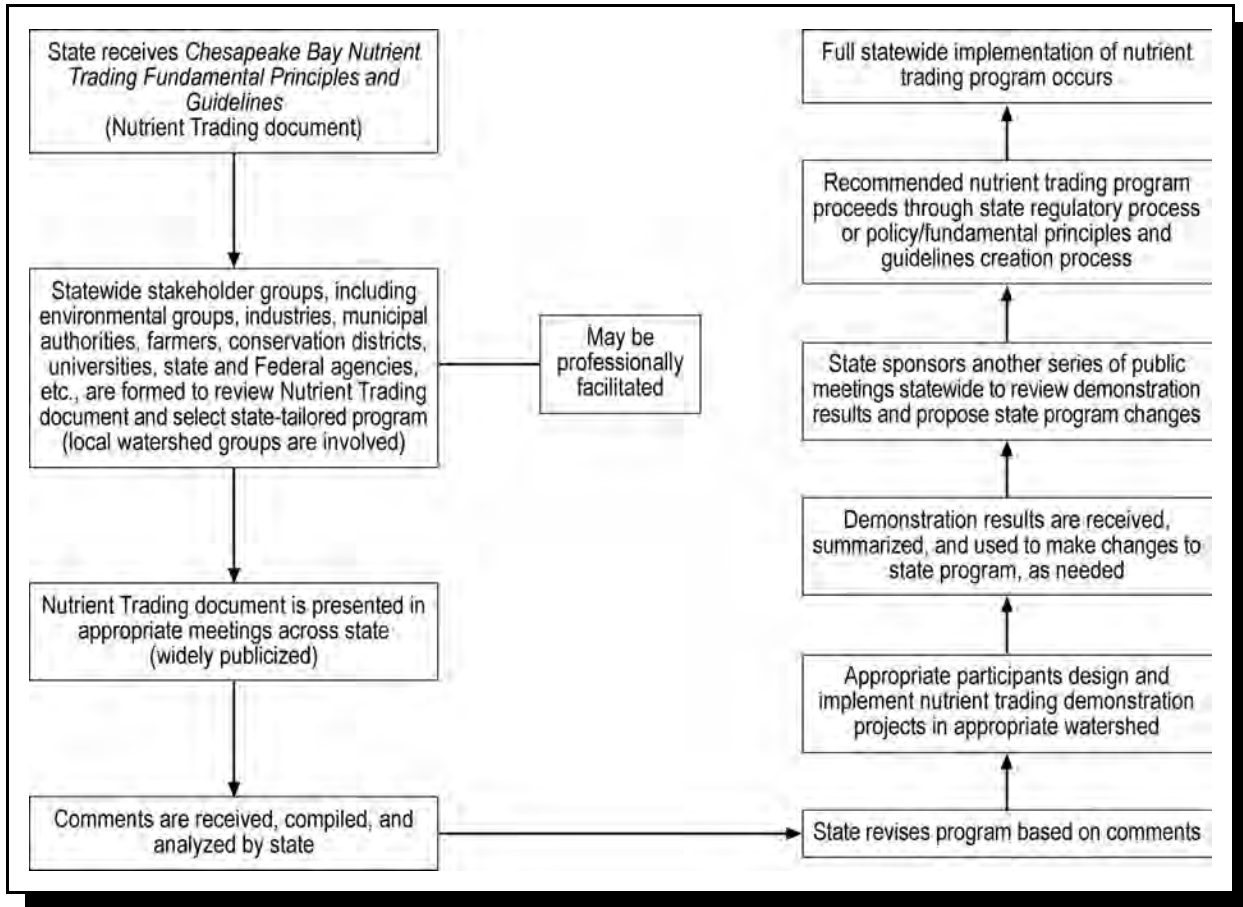 State receives Chesapeake Bay Nutrient
Trading Fundamental Principles and
Guidelines
(Nutrient Trading document)
Statewide stakeholder groups, including
environmental groups, industries, municipal
authorities, farmers, conservation districts,
universities, state and Federal agencies,
etc., are formed to review Nutrient Trading
document and select state-tailored program
(local watershed groups are involved)
May be
professionally
facilitated
Nutrient Trading document is presented in
appropriate meetings across state
(widely publicized)
Comments are received, compiled, and
analyzed by state
State revises program based on comments
Appropriate participants design and
implement nutrient trading demonstration
projects in appropriate watershed
Demonstration results are received,
summarized, and used to make changes to
state program, as needed
State sponsors another series of public
meetings statewide to review demonstration
results and propose state program changes
Recommended nutrient trading program
proceeds through state regulatory process
or policy/fundamental principles and
guidelines creation process
Full statewide implementation of nutrient
trading program occurs